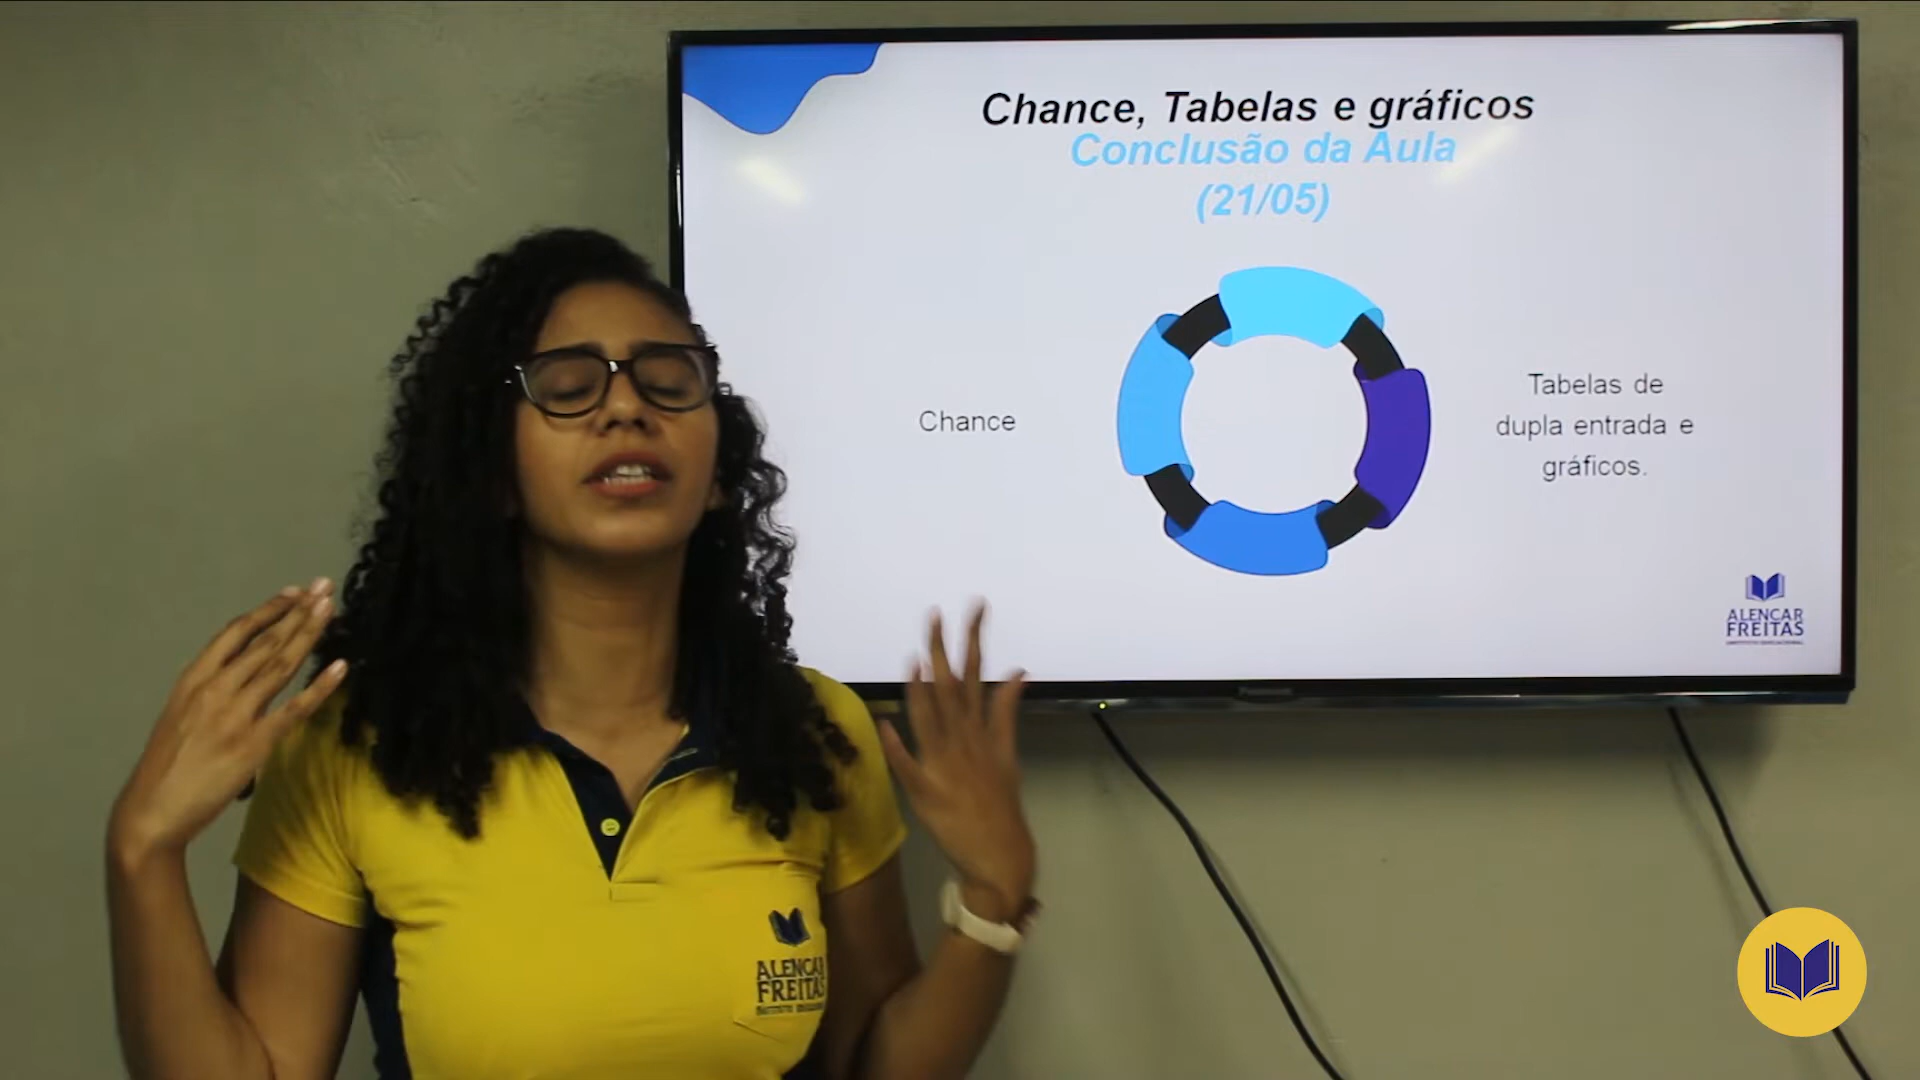 Chance, Tabelas e gráficos
Conclusão da Aula
(21/05)
Chance
Tabelas de
dupla entrada e
gráficos.
ALENCAR
FREITAS
ALENCAR
FREITAS